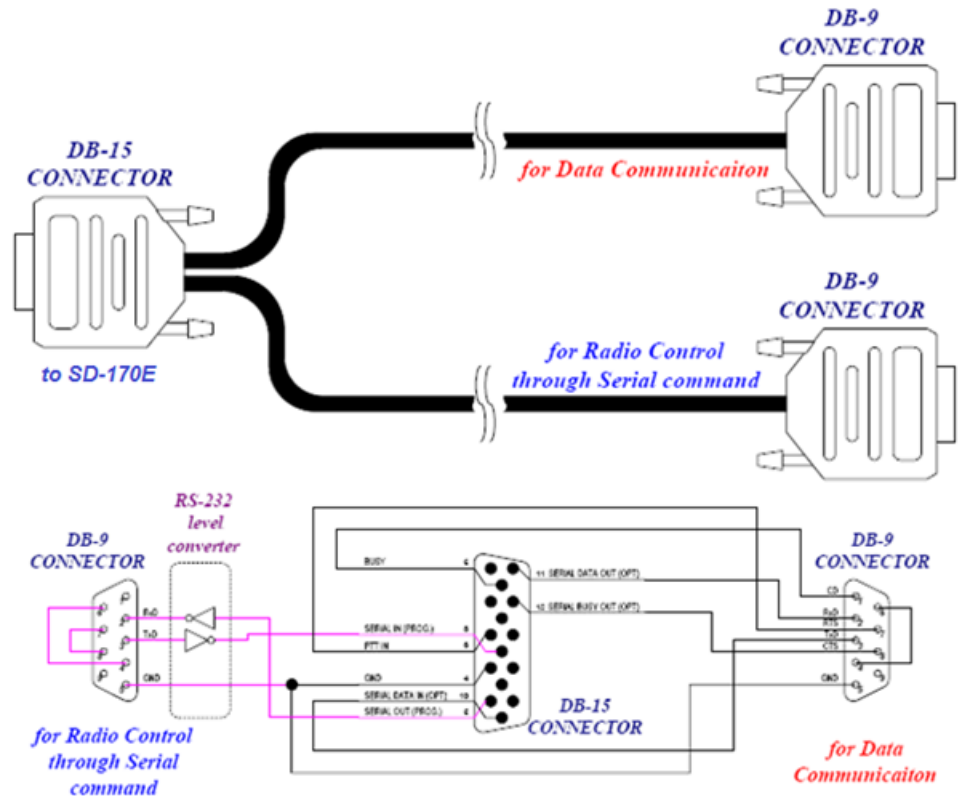 DB-9
CONNECTOR
DB-15
CONNECTOR
for Data Communicaiton
DB-9
CONNECTOR
to SD-170E
for Radio Control
through Serial command
RS-232
level
converter
DB-9
CONNECTOR
DB-9
CONNECTOR
BUSY
11 SERIAL DATA OUT (OPT)
12 SERIAL BUSY OUT (OPT)
CD
RxD
RTS
TxD
CTS
GND
RxD
TxD
GND
SERIAL IN (PROG.)
PTT IN
GND 4
SERIAL DATA IN (OPT) 10
SERIAL OUT (PROG.)
DB-15
CONNECTOR
for Radio Control
through Serial
command
for Data
Communicaiton